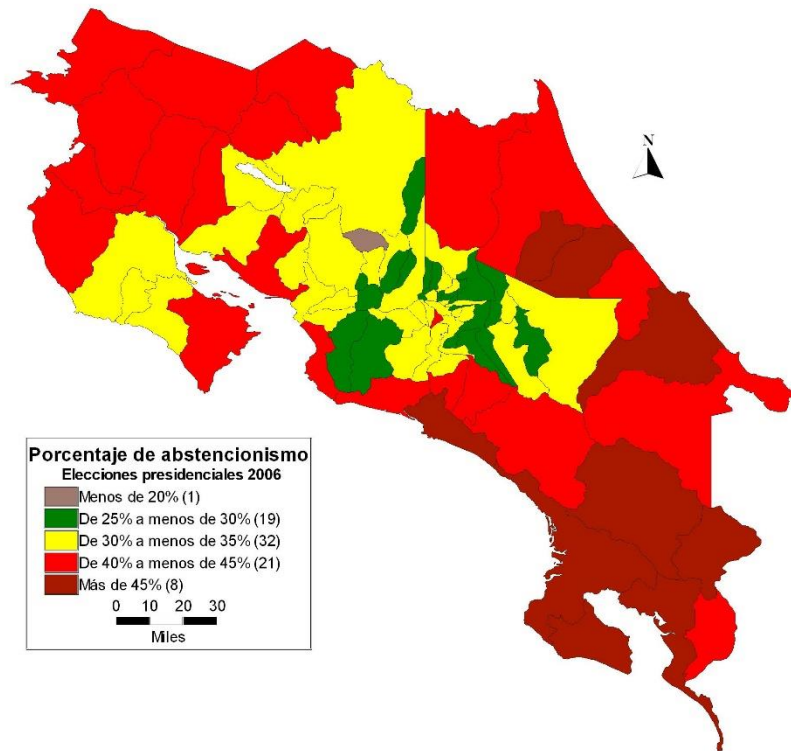 N
Porcentaje de abstencionismo
Elecciones presidenciales 2006
Menos de 20% (1)
De 25% a menos de 30% (19)
De 30% a menos de 35% (32)
De 40% a menos de 45% (21)
Más de 45% (8)
0 10 20 30
Miles